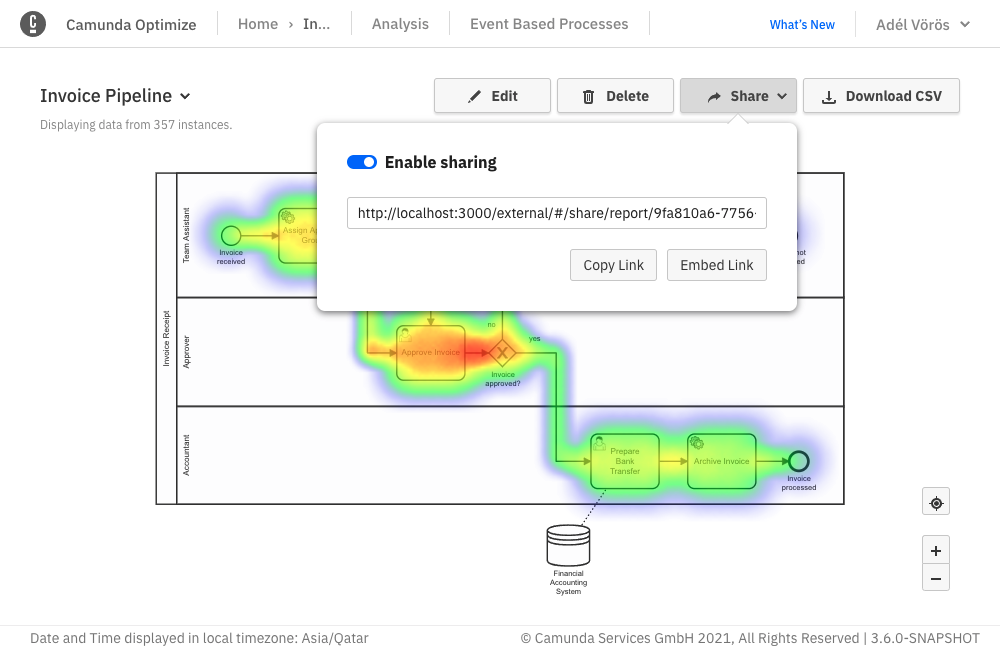 Camunda Optimize
Home › In...
Analysis
Event Based Processes
What's New
Adél Vörös
Invoice Pipeline
Edit
Delete
Share
Download CSV
Displaying data from 357 instances.
Enable sharing
http://localhost:3000/external/#/share/report/9fa810a6-7756-
Copy Link
Embed Link
Invoice Receipt
Team Assistant
Invoice
received
Assign Ap
Gro
not
ed
Approver
Approve Invoice
no
yes
Invoice
approved?
Accountant
Prepare
Bank
Transfer
Archive Invoice
Invoice
processed
Financial
Accounting
System
Date and Time displayed in local timezone: Asia/Qatar
© Camunda Services GmbH 2021, All Rights Reserved | 3.6.0-SNAPSHOT